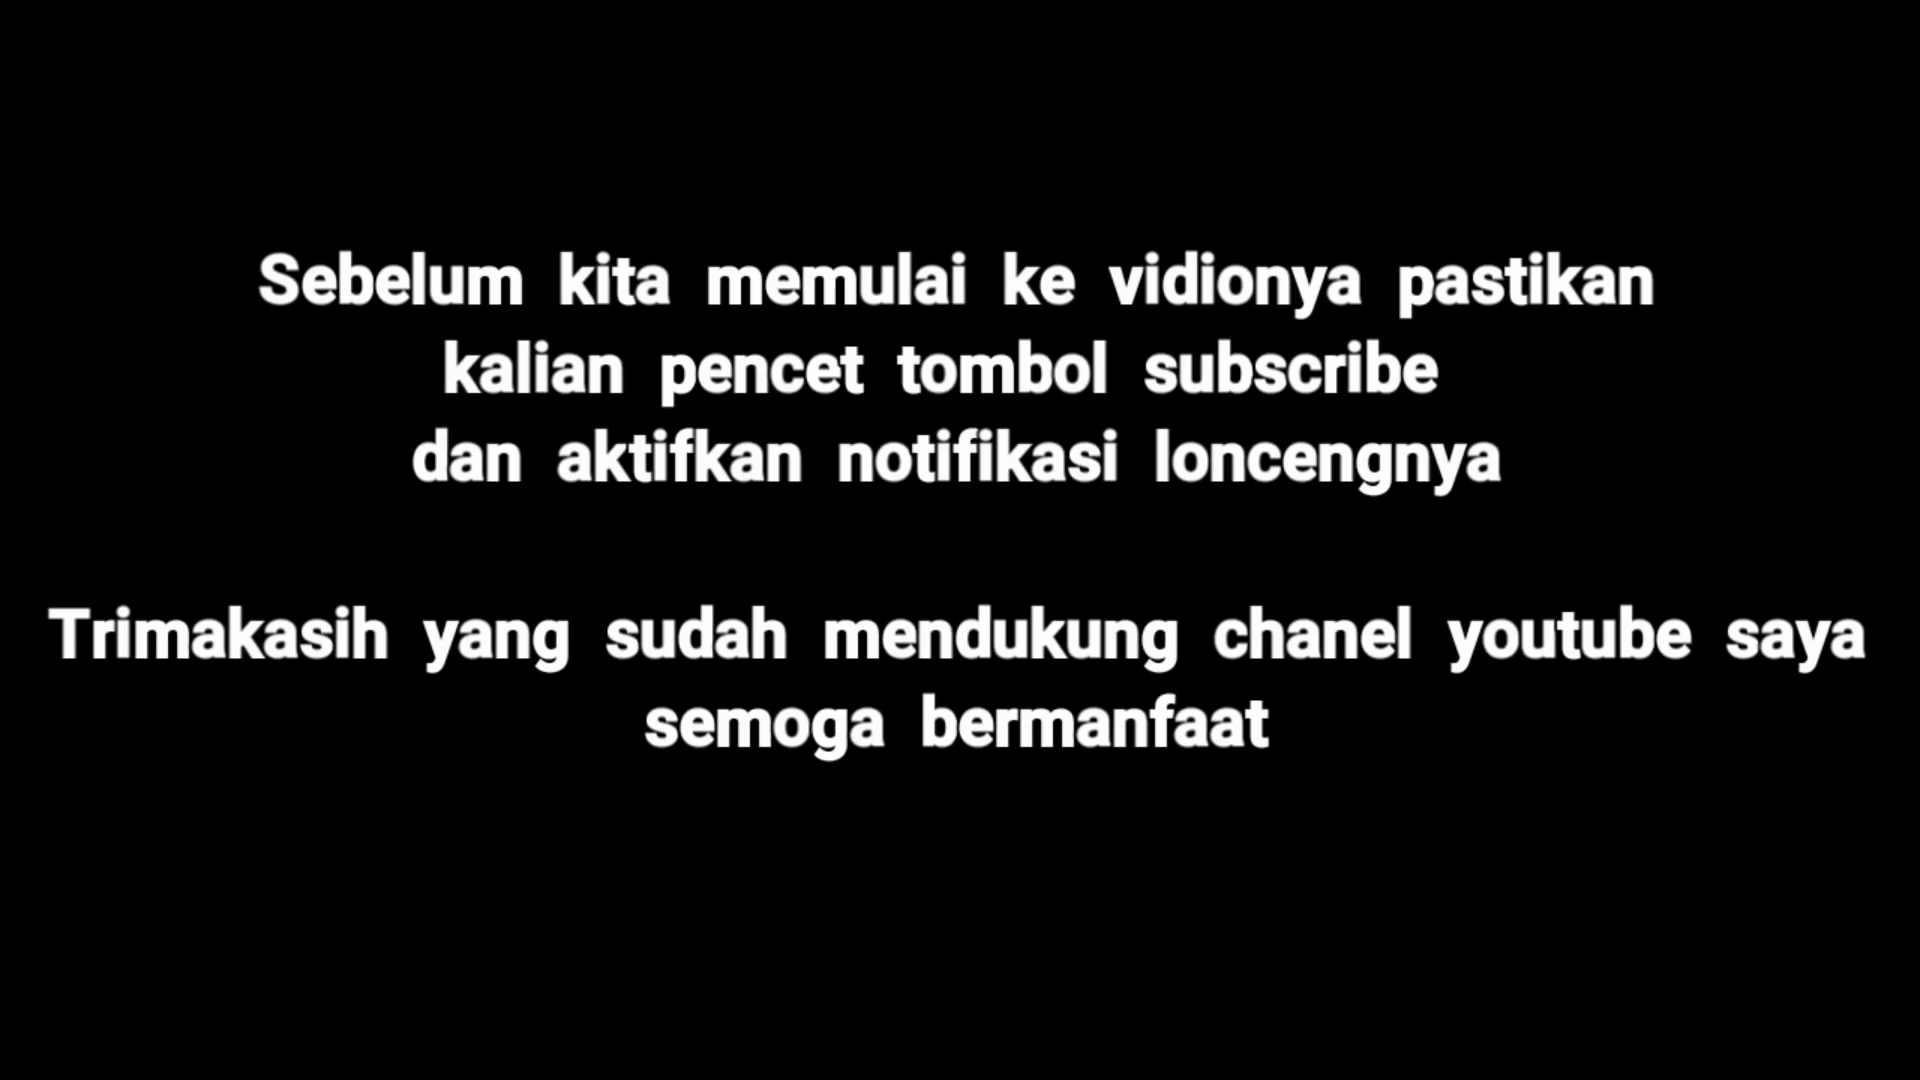 Sebelum kita memulai ke vidionya pastikan
kalian pencet tombol subscribe
dan aktifkan notifikasi loncengnya
Trimakasih yang sudah mendukung chanel youtube saya
semoga bermanfaat